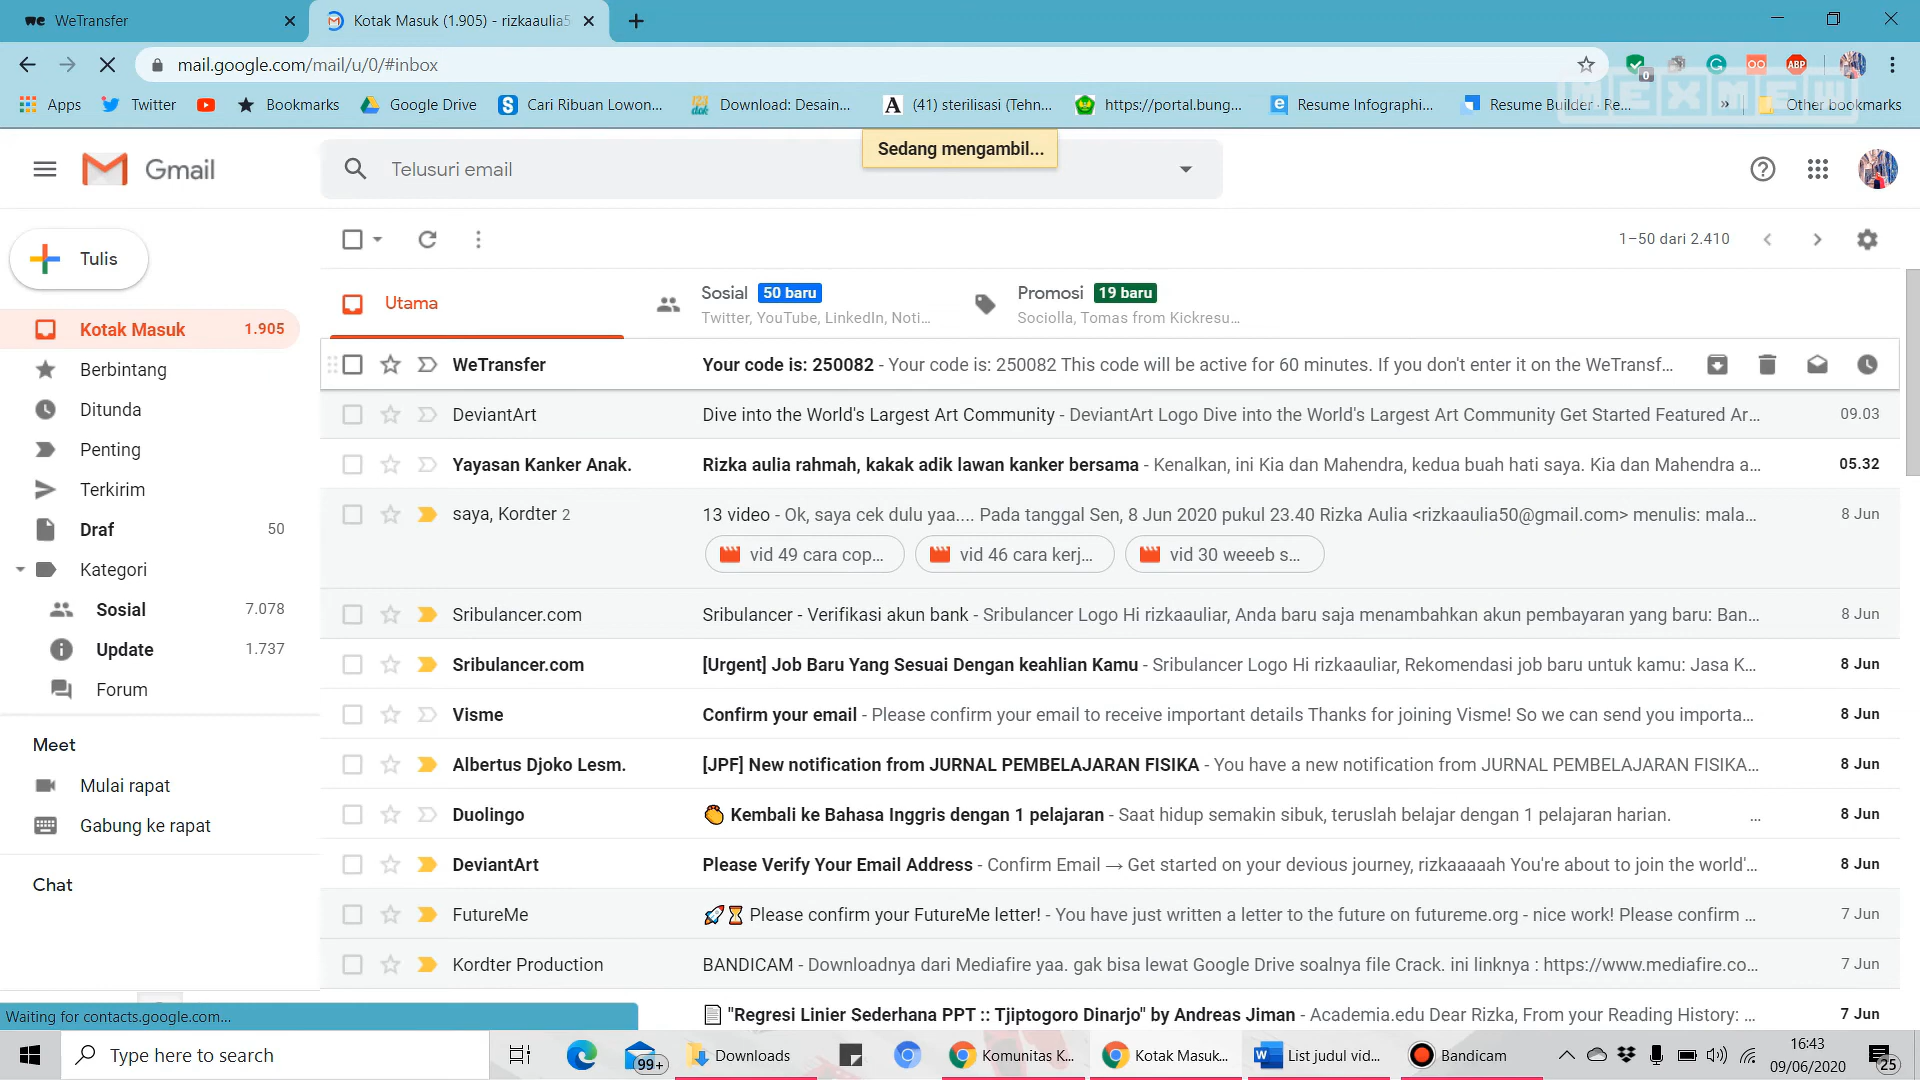 WeTransfer
Kotak Masuk (1.905) - rizkaaulia5
mail.google.com/mail/u/0/#inbox
Apps Twitter Bookmarks Google Drive Cari Ribuan Lowon... Download: Desain... (41) sterilisasi (Tehn... https://portal.bung... Resume Infographi... Resume Builder - Re... » Other bookmarks
MEXMEW
Sedang mengambil...
Gmail
Telusuri email
Tulis
1–50 dari 2.410
Utama
Sosial 50 baru
Twitter, YouTube, LinkedIn, Noti...
Promosi 19 baru
Sociolla, Tomas from Kickresu...
Kotak Masuk 1.905
Berbintang
Ditunda
Penting
Terkirim
Draf 50
Kategori
Sosial 7.078
Update 1.737
Forum
Meet
Mulai rapat
Gabung ke rapat
Chat
WeTransfer Your code is: 250082 - Your code is: 250082 This code will be active for 60 minutes. If you don't enter it on the WeTransf...
DeviantArt Dive into the World's Largest Art Community - DeviantArt Logo Dive into the World's Largest Art Community Get Started Featured Ar... 09.03
Yayasan Kanker Anak. Rizka aulia rahmah, kakak adik lawan kanker bersama - Kenalkan, ini Kia dan Mahendra, kedua buah hati saya. Kia dan Mahendra a... 05.32
saya, Kordter 2 13 video - Ok, saya cek dulu yaa.... Pada tanggal Sen, 8 Jun 2020 pukul 23.40 Rizka Aulia <rizkaaulia50@gmail.com> menulis: mala... 8 Jun
vid 49 cara cop... vid 46 cara kerj... vid 30 weeeb s...
Sribulancer.com Sribulancer - Verifikasi akun bank - Sribulancer Logo Hi rizkaauliar, Anda baru saja menambahkan akun pembayaran yang baru: Ban... 8 Jun
Sribulancer.com [Urgent] Job Baru Yang Sesuai Dengan keahlian Kamu - Sribulancer Logo Hi rizkaauliar, Rekomendasi job baru untuk kamu: Jasa K... 8 Jun
Visme Confirm your email - Please confirm your email to receive important details Thanks for joining Visme! So we can send you importa... 8 Jun
Albertus Djoko Lesm. [JPF] New notification from JURNAL PEMBELAJARAN FISIKA - You have a new notification from JURNAL PEMBELAJARAN FISIKA... 8 Jun
Duolingo Kembali ke Bahasa Inggris dengan 1 pelajaran - Saat hidup semakin sibuk, teruslah belajar dengan 1 pelajaran harian. ... 8 Jun
DeviantArt Please Verify Your Email Address - Confirm Email → Get started on your devious journey, rizkaaaaah You're about to join the world'... 8 Jun
FutureMe Please confirm your FutureMe letter! - You have just written a letter to the future on futureme.org - nice work! Please confirm ... 7 Jun
Kordter Production BANDICAM - Downloadnya dari Mediafire yaa. gak bisa lewat Google Drive soalnya file Crack. ini linknya : https://www.mediafire.co... 7 Jun
"Regresi Linier Sederhana PPT :: Tjiptogoro Dinarjo" by Andreas Jiman - Academia.edu Dear Rizka, From your Reading History: ... 7 Jun
Waiting for contacts.google.com...
Type here to search
99+
Downloads
Komunitas K...
Kotak Masuk...
List judul vid...
Bandicam
16:43
09/06/2020
25